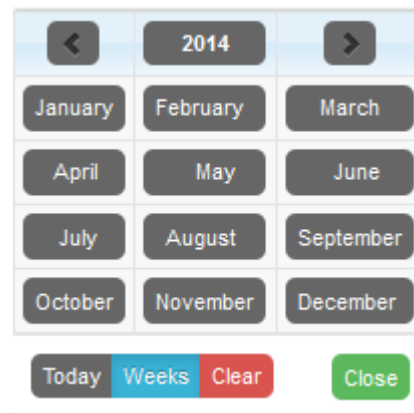 2014
January February March
April May June
July August September
October November December
Today Weeks Clear Close